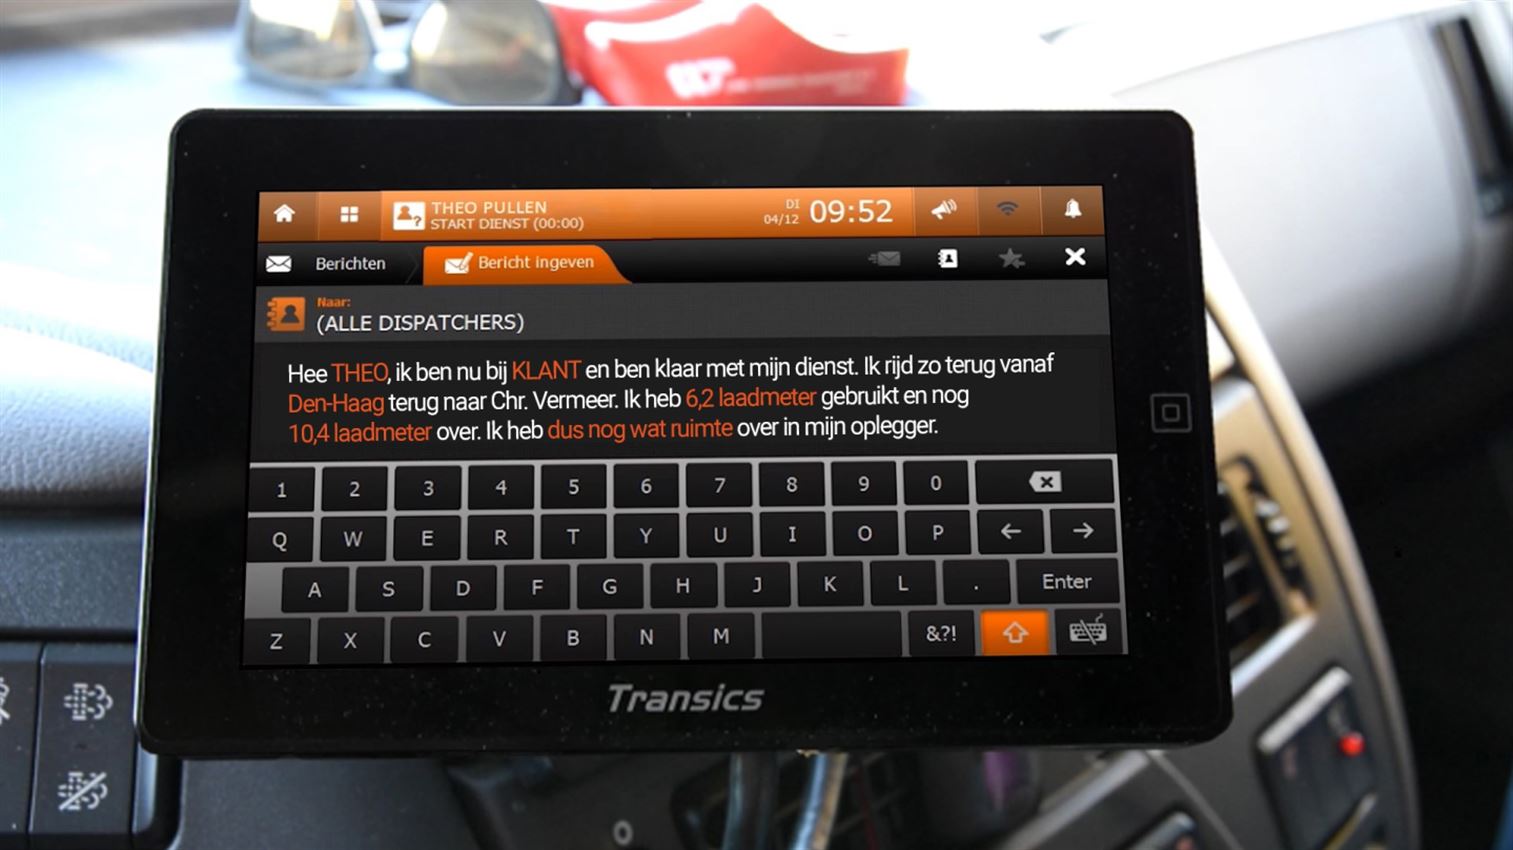 THEO PULLEN
START DIENST (00:00)
DI
04/12
09:52
Berichten
Bericht ingeven
Naar:
(ALLE DISPATCHERS)
Hee THEO, ik ben nu bij KLANT en ben klaar met mijn dienst. Ik rijd zo terug vanaf
Den-Haag terug naar Chr. Vermeer. Ik heb 6,2 laadmeter gebruikt en nog
10,4 laadmeter over. Ik heb dus nog wat ruimte over in mijn oplegger.
1 2 3 4 5 6 7 8 9 0
Q W E R T Y U I O P ← →
A S D F G H J K L . Enter
Z X C V B N M &?!
Transics